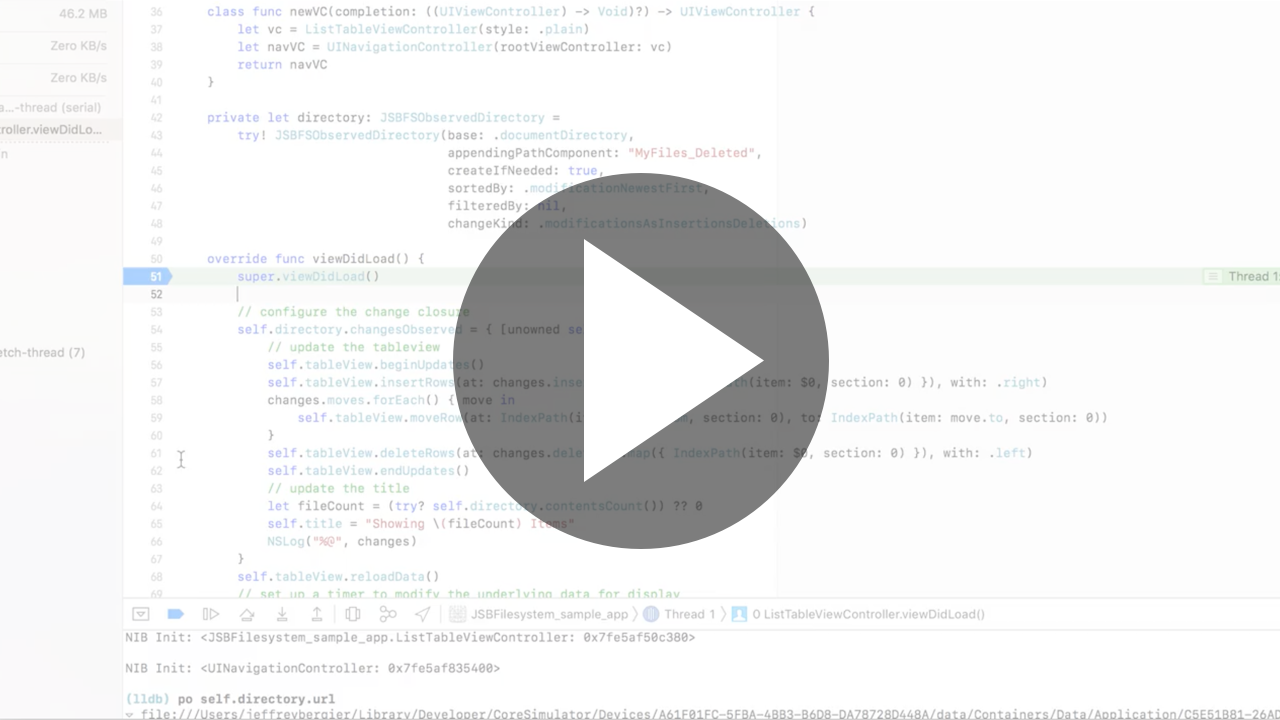 46.2 MB
Zero KB/s
Zero KB/s
a...-thread (serial)
roller.viewDidLo...
n
etch-thread (7)
36 class func newVC(completion: ((UIViewController) -> Void)?) -> UIViewController {
37 let vc = ListTableViewController(style: .plain)
38 let navVC = UINavigationController(rootViewController: vc)
39 return navVC
40 }
41
42 private let directory: JSBFSObservedDirectory =
43 try! JSBFSObservedDirectory(base: .documentDirectory,
44 appendingPathComponent: "MyFiles_Deleted",
45 createIfNeeded: true,
46 sortedBy: .modificationNewestFirst,
47 filteredBy: nil,
48 changeKind: .modificationsAsInsertionsDeletions)
49
50 override func viewDidLoad() {
51 super.viewDidLoad() Thread 1:
52
53 // configure the change closure
54 self.directory.changesObserved = { [unowned se
55 // update the tableview
56 self.tableView.beginUpdates()
57 self.tableView.insertRows(at: changes.inse th(item: $0, section: 0) }), with: .right)
58 changes.moves.forEach() { move in
59 self.tableView.moveRow(at: IndexPath(i section: 0), to: IndexPath(item: move.to, section: 0))
60 }
61 self.tableView.deleteRows(at: changes.dele map({ IndexPath(item: $0, section: 0) }), with: .left)
62 self.tableView.endUpdates()
63 // update the title
64 let fileCount = (try? self.directory.contentsCount()) ?? 0
65 self.title = "Showing \(fileCount) Items"
66 NSLog("%@", changes)
67 }
68 self.tableView.reloadData()
69 // set up a timer to modify the underlying data for display
JSBFilesystem_sample_app Thread 1 0 ListTableViewController.viewDidLoad()
NIB Init: <JSBFilesystem_sample_app.ListTableViewController: 0x7fe5af50c380>
NIB Init: <UINavigationController: 0x7fe5af835400>
(lldb) po self.directory.url
file:///Users/jeffreybergier/Library/Developer/CoreSimulator/Devices/A61F01FC-5FBA-4BB3-B6D8-DA78728D448A/data/Containers/Data/Application/C5E51B81-26AD